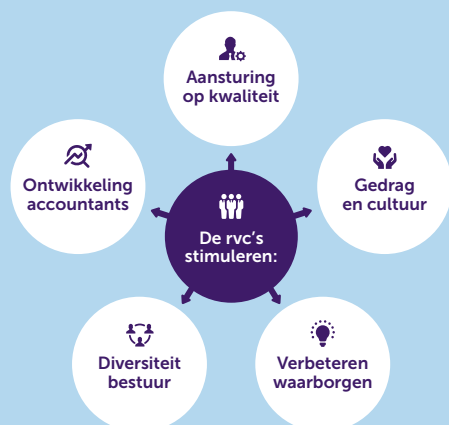 Aansturing
op kwaliteit
Ontwikkeling
accountants
Gedrag
en cultuur
De rvc's
stimuleren:
Diversiteit
bestuur
Verbeteren
waarborgen